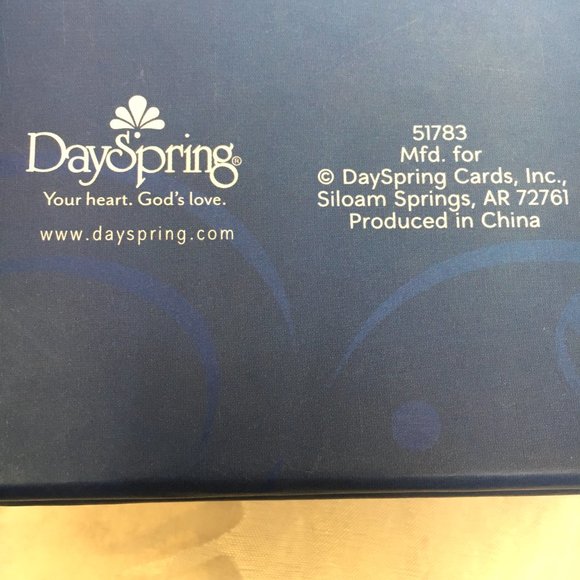 DaySpring®
Your heart. God's love.
www.dayspring.com
51783
Mfd. for
© DaySpring Cards, Inc.,
Siloam Springs, AR 72761
Produced in China